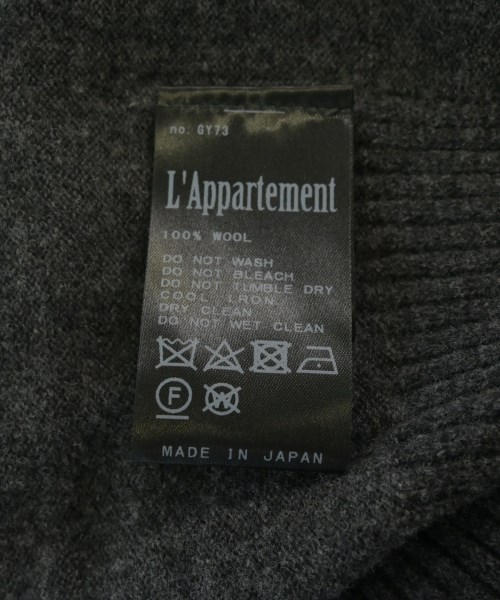 no. GY73
L'Appartement
100% WOOL
DO NOT WASH
DO NOT BLEACH
DO NOT TUMBLE DRY
COOL IRON
DRY CLEAN
DO NOT WET CLEAN
F W
MADE IN JAPAN